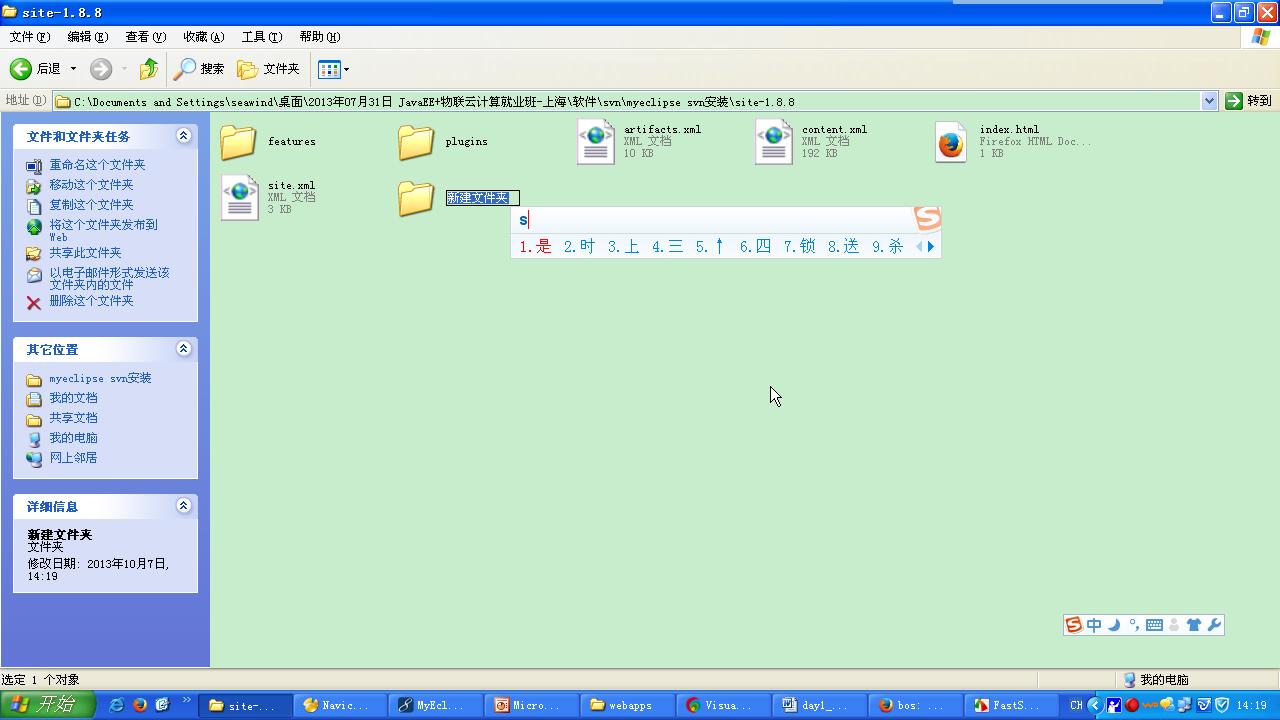 site-1.8.8
文件(F) 编辑(E) 查看(V) 收藏(A) 工具(T) 帮助(H)
后退 搜索 文件夹
地址(D) C:\Documents and Settings\seawind\桌面\2013年07月31日 JavaEE+物联云计算就业班-上海\软件\svn\myeclipse svn安装\site-1.8.8 转到
文件和文件夹任务
重命名这个文件夹
移动这个文件夹
复制这个文件夹
将这个文件夹发布到
Web
共享此文件夹
以电子邮件形式发送该
文件夹内的文件
删除这个文件夹
其它位置
myeclipse svn安装
我的文档
共享文档
我的电脑
网上邻居
详细信息
新建文件夹
文件夹
修改日期: 2013年10月7日,
14:19
features
plugins
artifacts.xml
XML 文档
10 KB
content.xml
XML 文档
192 KB
index.html
Firefox HTML Doc...
1 KB
site.xml
XML 文档
3 KB
新建文件夹
s
1.是 2.时 3.上 4.三 5.↑ 6.四 7.锁 8.送 9.杀
中
选定 1 个对象 我的电脑
开始 site-... Navic... MyEcl... Micro... webapps Visua... day1_... bos: ... FastS... CH 14:19